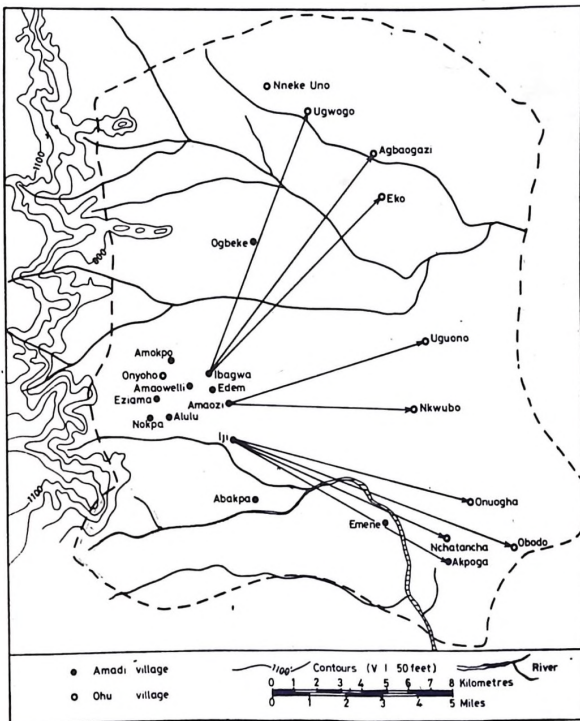 Nneke Uno
Ugwogo
Agbaogazi
1100
Eko
Ogbeke
900
Uguono
Amokpo
Onyoho
Ibagwa
Amaowelli
Edem
Eziama
Amaozi
Nkwubo
Nokpa
Alulu
Iji
1100
Abakpa
Onuogha
Emene
Nchatancha
Obodo
Akpoga
Amadi village
1100 Contours (V I 50 feet)
River
0 1 2 3 4 5 6 7 8 Kilometres
Ohu village
0 1 2 3 4 5 Miles